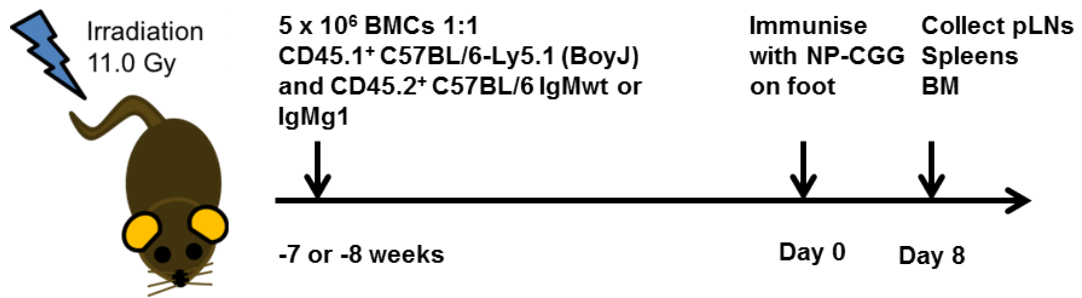 Irradiation
11.0 Gy
5 x 10⁶ BMCs 1:1
CD45.1⁺ C57BL/6-Ly5.1 (BoyJ)
and CD45.2⁺ C57BL/6 IgMwt or
IgMg1
Immunise
with NP-CGG
on foot
Collect pLNs
Spleens
BM
-7 or -8 weeks
Day 0
Day 8